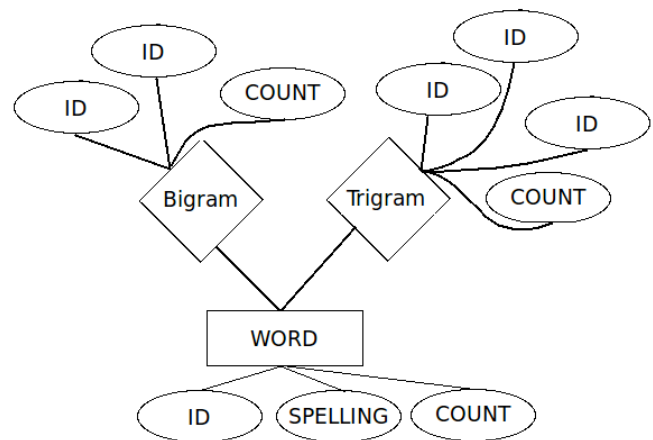 ID
ID
COUNT
ID
ID
ID
COUNT
Bigram
Trigram
WORD
ID
SPELLING
COUNT